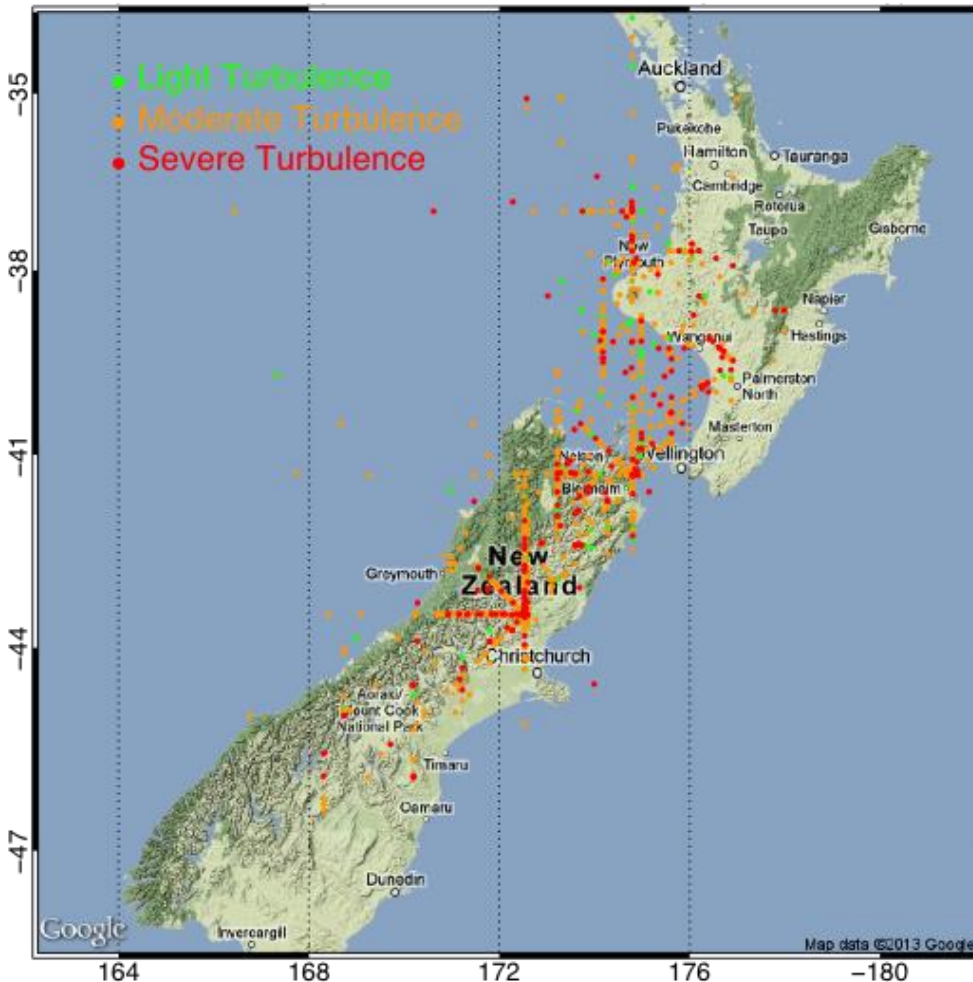 Light Turbulence
Moderate Turbulence
Severe Turbulence
Auckland
Pukekohe
Hamilton
Tauranga
Cambridge
Rotorua
Taupo
Gisborne
New
Plymouth
Napier
Hastings
Wanganui
Palmerston
North
Masterton
Nelson
Wellington
Blenheim
New
Zealand
Greymouth
Christchurch
Aoraki/
Mount Cook
National Park
Timaru
Oamaru
Dunedin
Invercargill
Google
Map data ©2013 Google
−35
−38
−41
−44
−47
164
168
172
176
−180